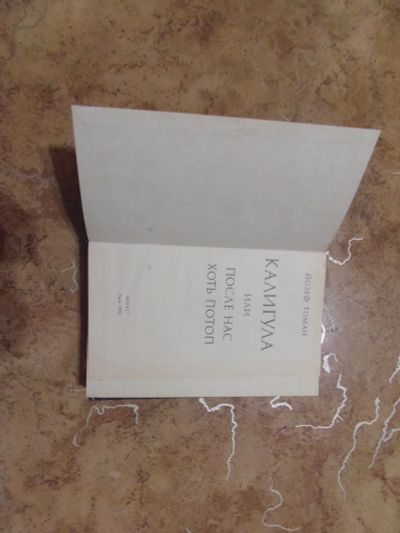 ЙОЗЕФ ТОМАН
КАЛИГУЛА
ИЛИ
ПОСЛЕ НАС
ХОТЬ ПОТОП